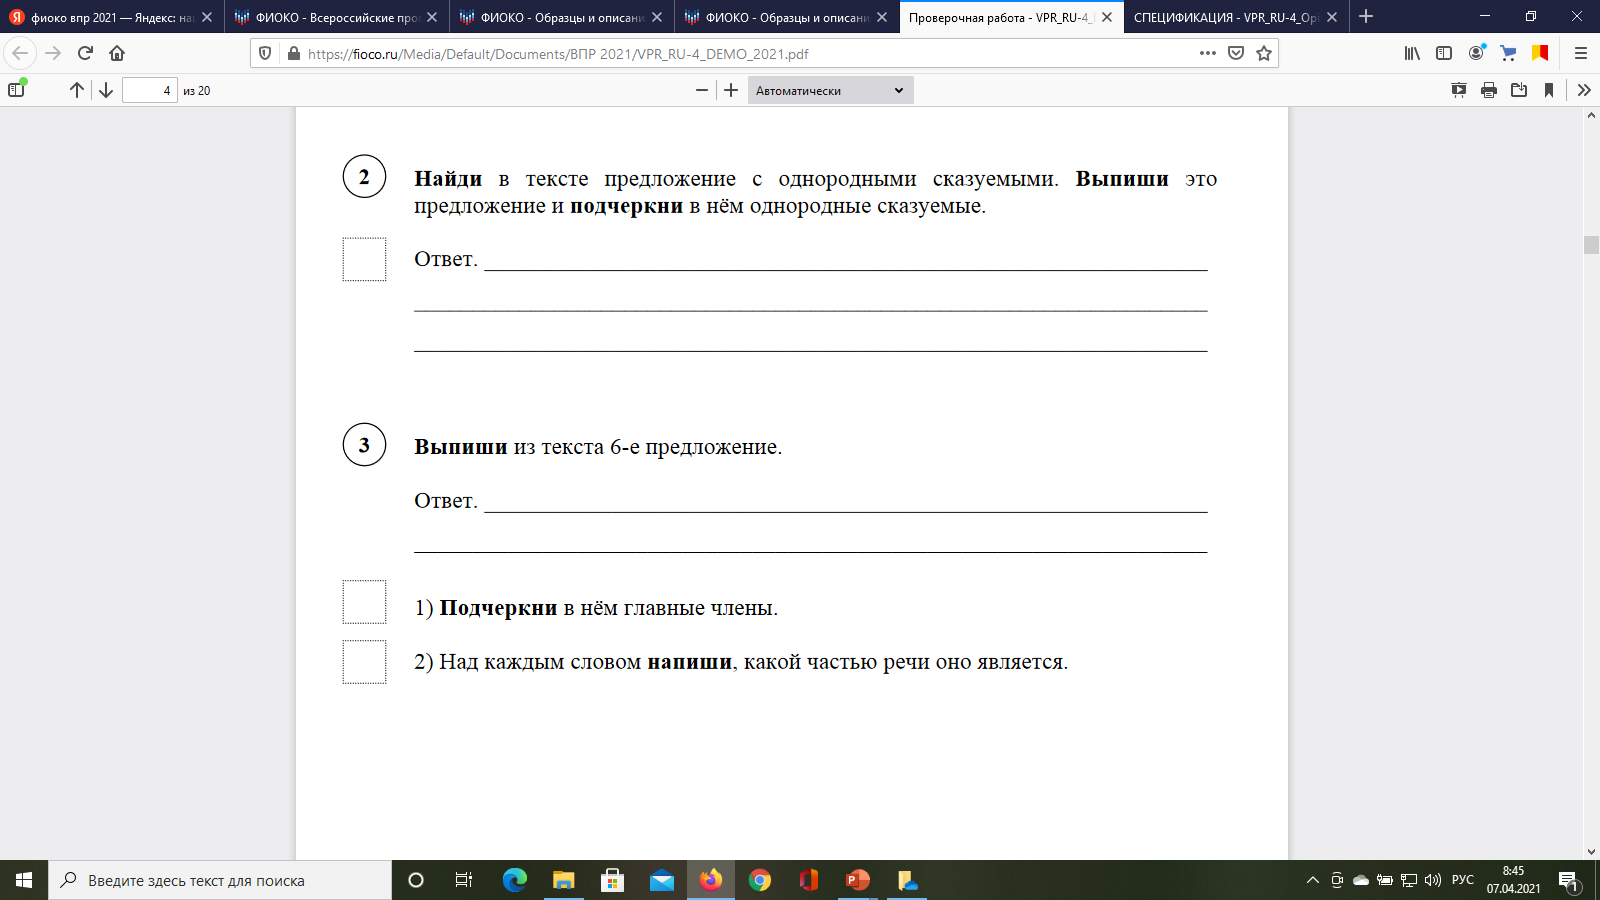 фиоко впр 2021 — Яндекс: на
ФИОКО - Всероссийские про
ФИОКО - Образцы и описани
ФИОКО - Образцы и описани
Проверочная работа - VPR_RU-4_
СПЕЦИФИКАЦИЯ - VPR_RU-4_Op
https://fioco.ru/Media/Default/Documents/ВПР 2021/VPR_RU-4_DEMO_2021.pdf
4 из 20
Автоматически
2 Найди в тексте предложение с однородными сказуемыми. Выпиши это
предложение и подчеркни в нём однородные сказуемые.
Ответ.
3 Выпиши из текста 6-е предложение.
Ответ.
1) Подчеркни в нём главные члены.
2) Над каждым словом напиши, какой частью речи оно является.
Введите здесь текст для поиска
РУС
8:45
07.04.2021
1